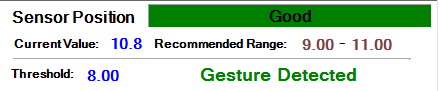 Sensor Position Good
Current Value: 10.8 Recommended Range: 9.00 - 11.00
Threshold: 8.00 Gesture Detected